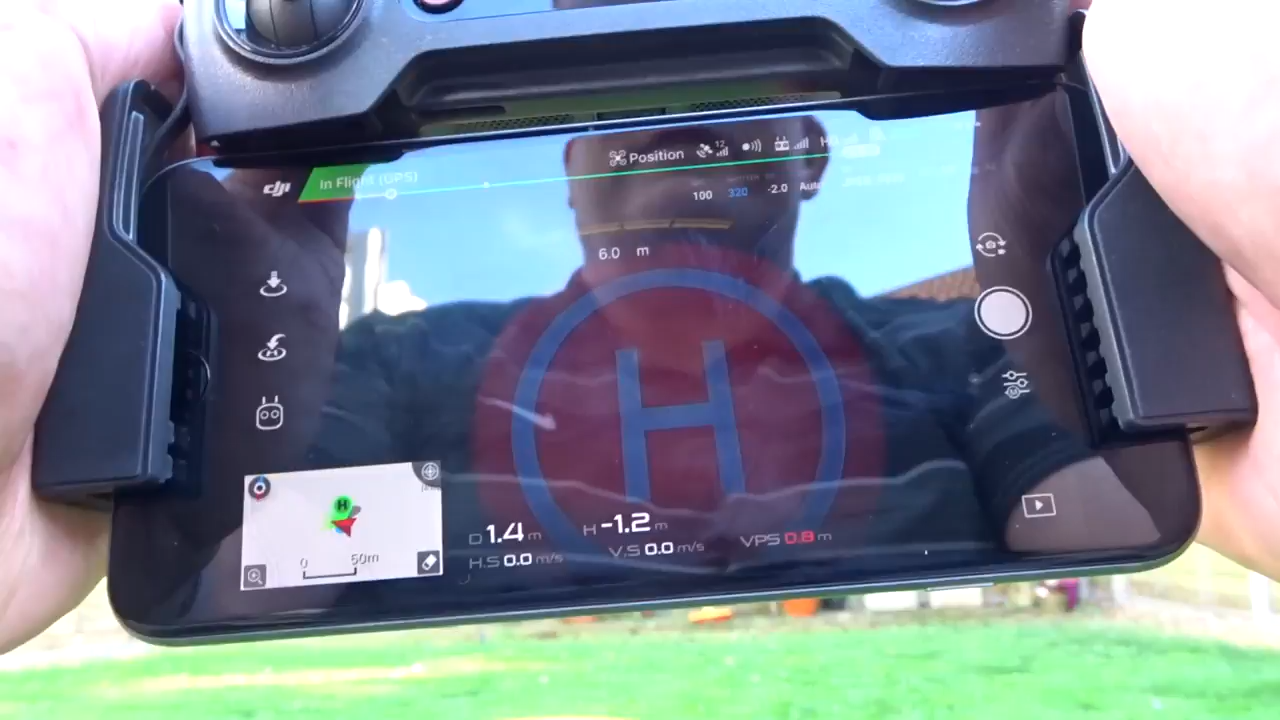 dji
In Flight (GPS)
Position
12
100
320
-2.0
Auto
6.0 m
H
H
0
50m
D 1.4 m
H -1.2 m
H.S 0.0 m/s
V.S 0.0 m/s
VPS 0.8 m